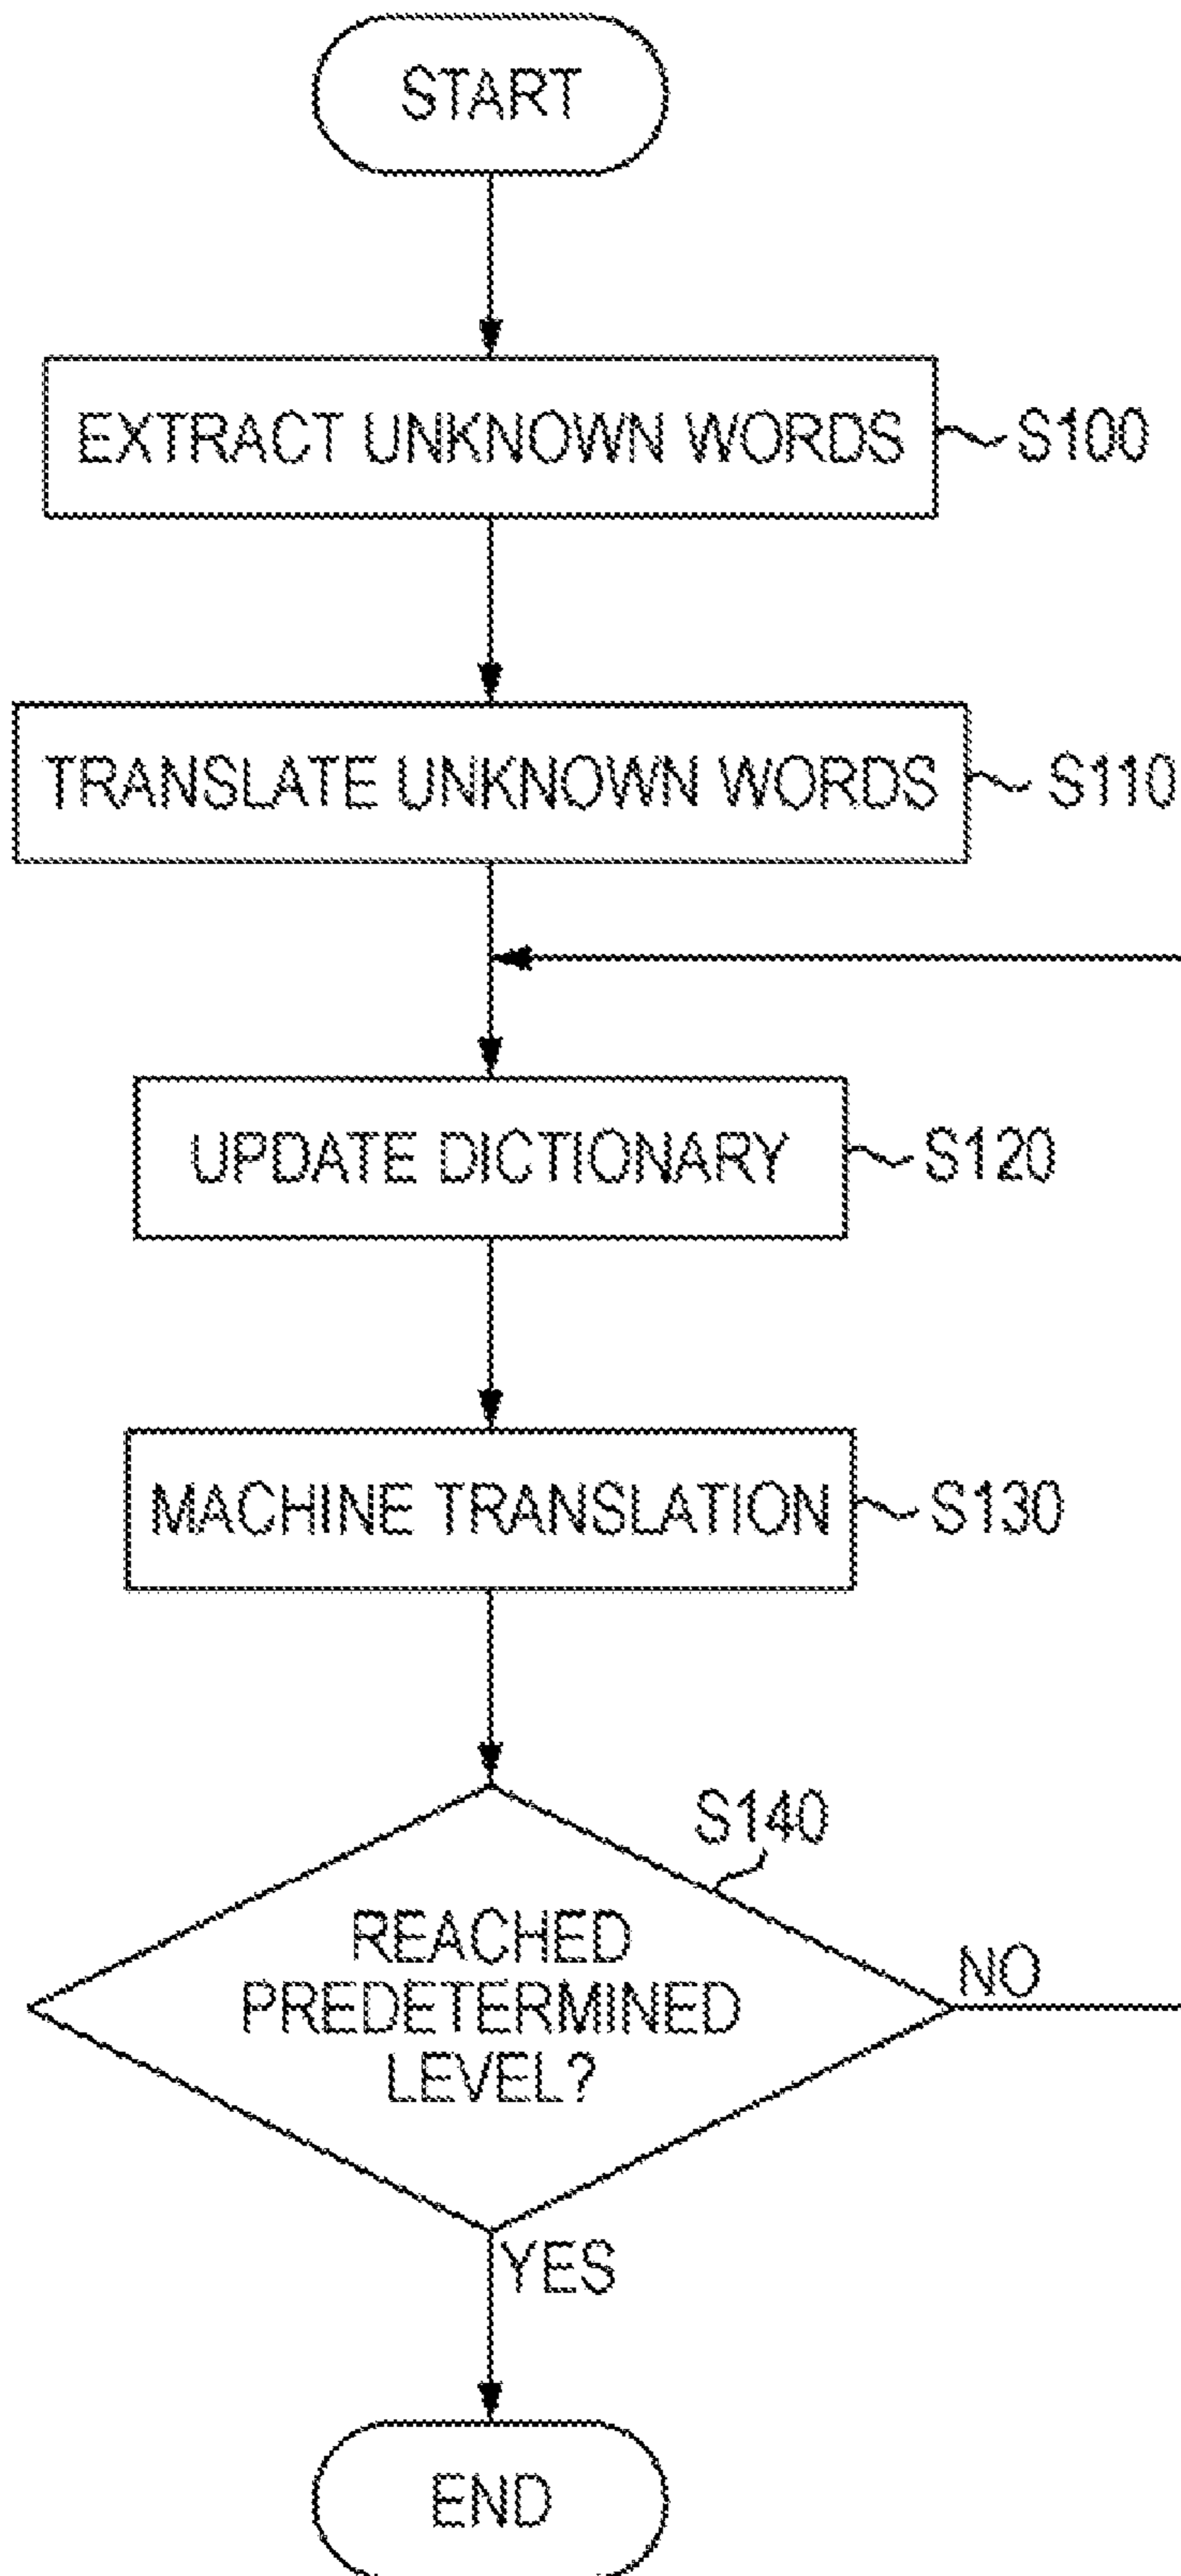 START
EXTRACT UNKNOWN WORDS
S100
TRANSLATE UNKNOWN WORDS
S110
UPDATE DICTIONARY
S120
MACHINE TRANSLATION
S130
S140
REACHED
PREDETERMINED
LEVEL?
NO
YES
END